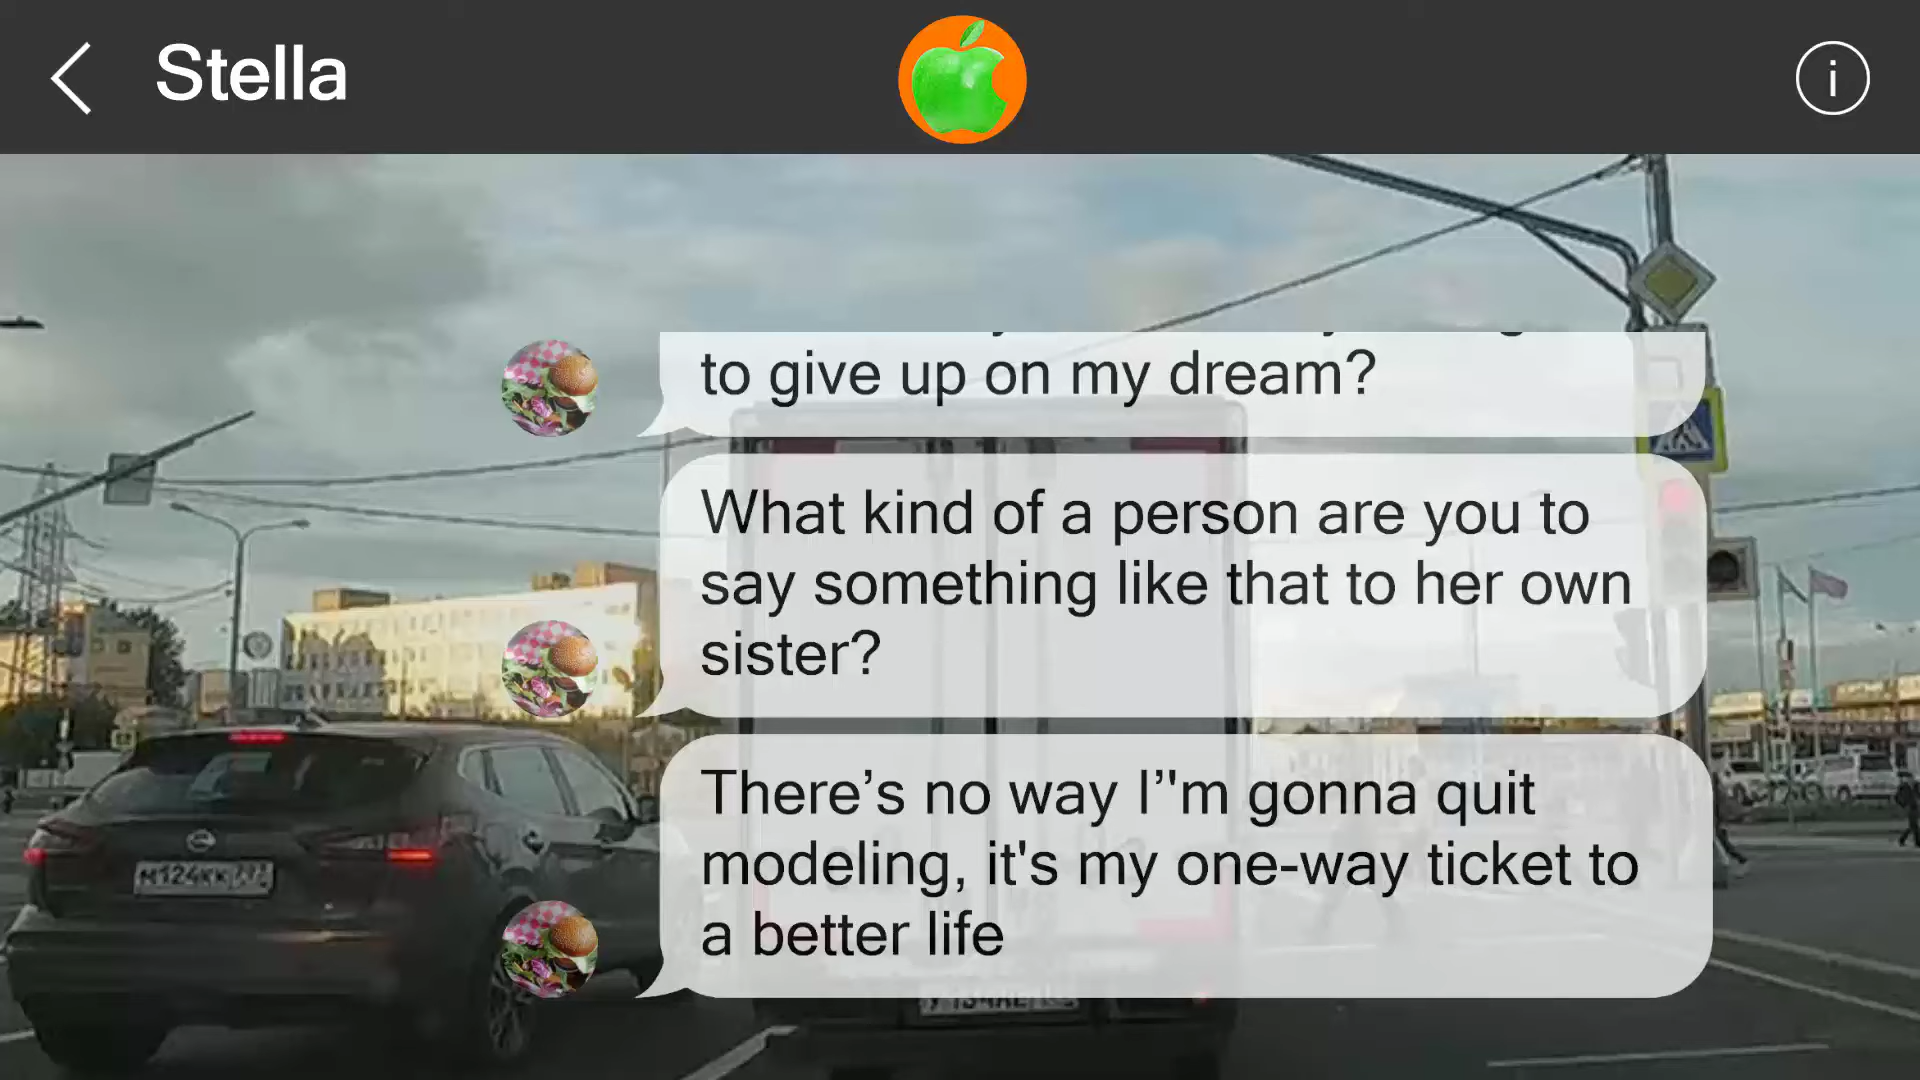 Stella
i
to give up on my dream?
What kind of a person are you to
say something like that to her own
sister?
There’s no way I’'m gonna quit
modeling, it's my one-way ticket to
a better life